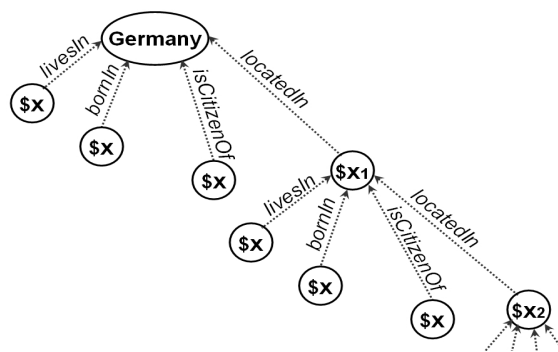 Germany
livesIn
bornIn
isCitizenOf
locatedIn
$x
$x
$x
$x1
livesIn
bornIn
isCitizenOf
locatedIn
$x
$x
$x
$x2